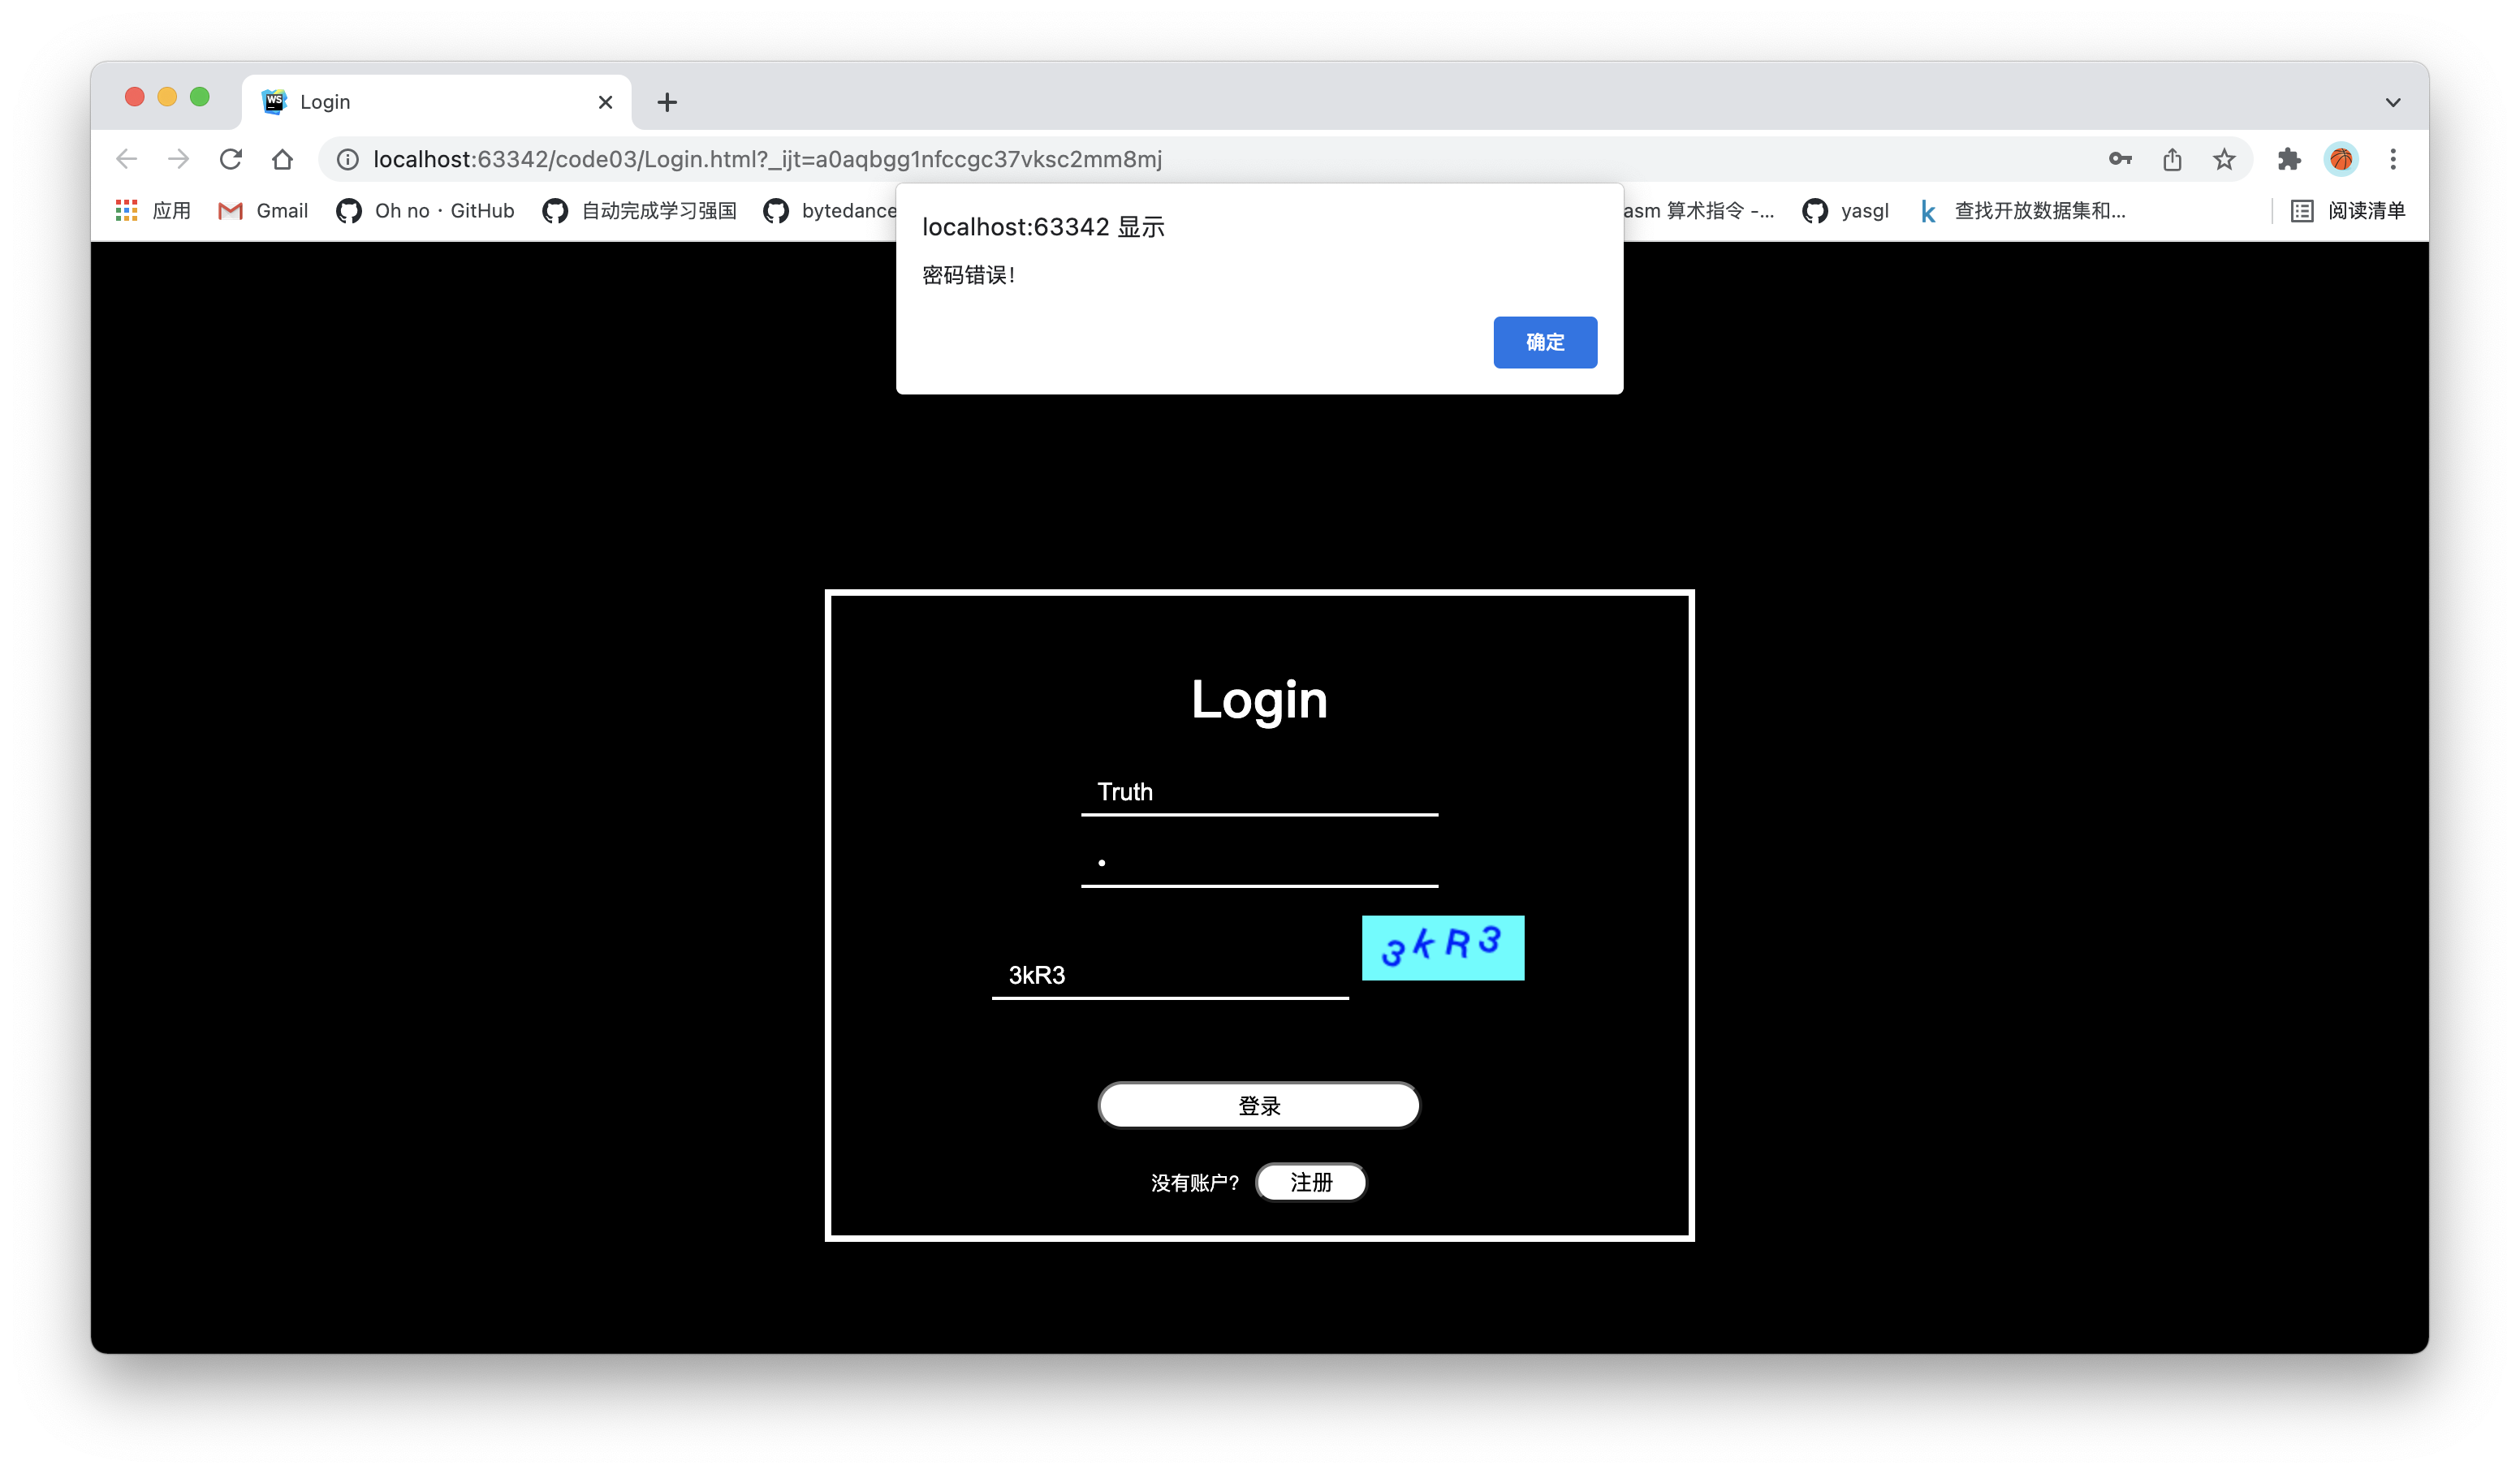 WS
Login
localhost:63342/code03/Login.html?_ijt=a0aqbgg1nfccgc37vksc2mm8mj
应用 Gmail Oh no · GitHub 自动完成学习强国 bytedance asm 算术指令 -... yasgl k 查找开放数据集和... 阅读清单
localhost:63342 显示
密码错误！
确定
Login
Truth
•
3kR3
3kR3
登录
没有账户？ 注册